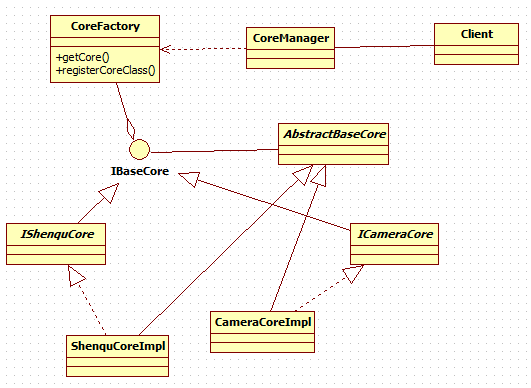 CoreFactory
+getCore()
+registerCoreClass()
CoreManager
Client
AbstractBaseCore
IBaseCore
IShenquCore
ICameraCore
CameraCoreImpl
ShenquCoreImpl